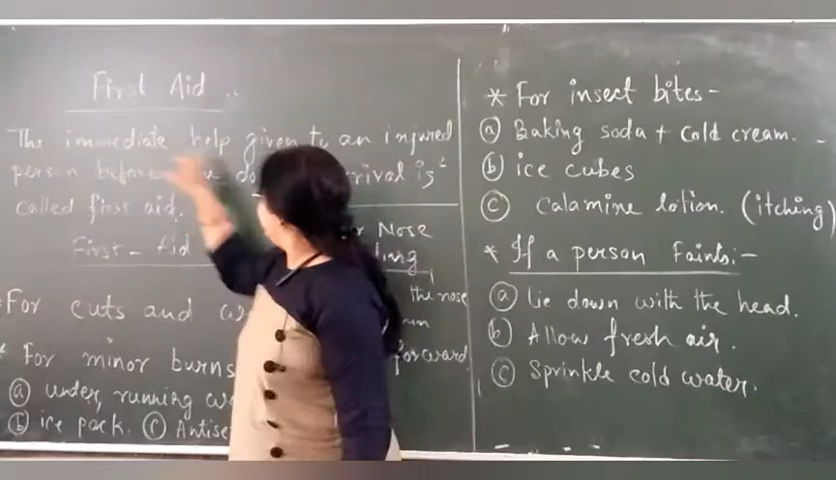 First Aid
The immediate help given to an injured
person before
called first aid.
First-Aid
For cuts and
* For minor burns
(a) under running
(b) ice pack. (c)
Nose
the nose
forward.
* For insect bites-
(a) Baking soda + cold cream.
(b) ice cubes
(c) Calamine lotion. (itching)
* If a person Faints:-
(a) lie down with the head.
(b) Allow fresh air.
(c) Sprinkle cold water.